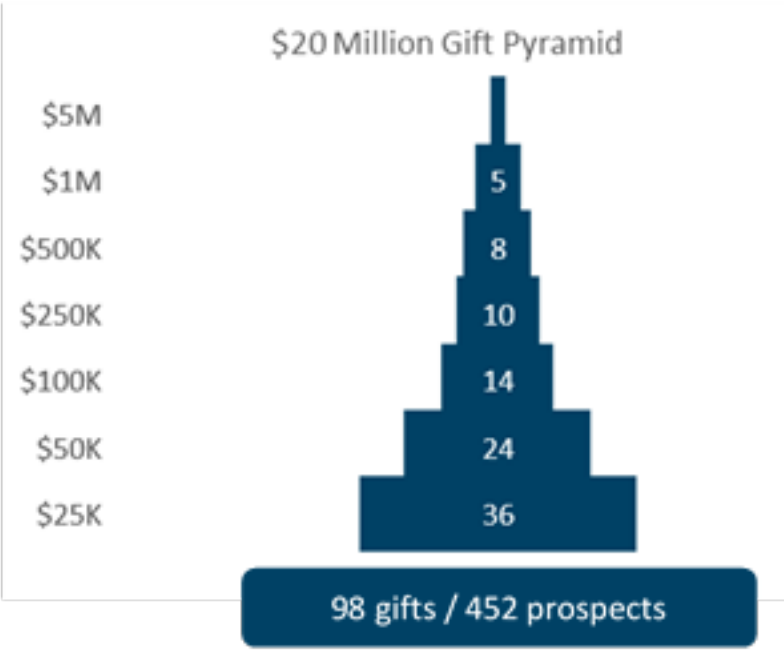 $20 Million Gift Pyramid
$5M
$1M 5
$500K 8
$250K 10
$100K 14
$50K 24
$25K 36
98 gifts / 452 prospects